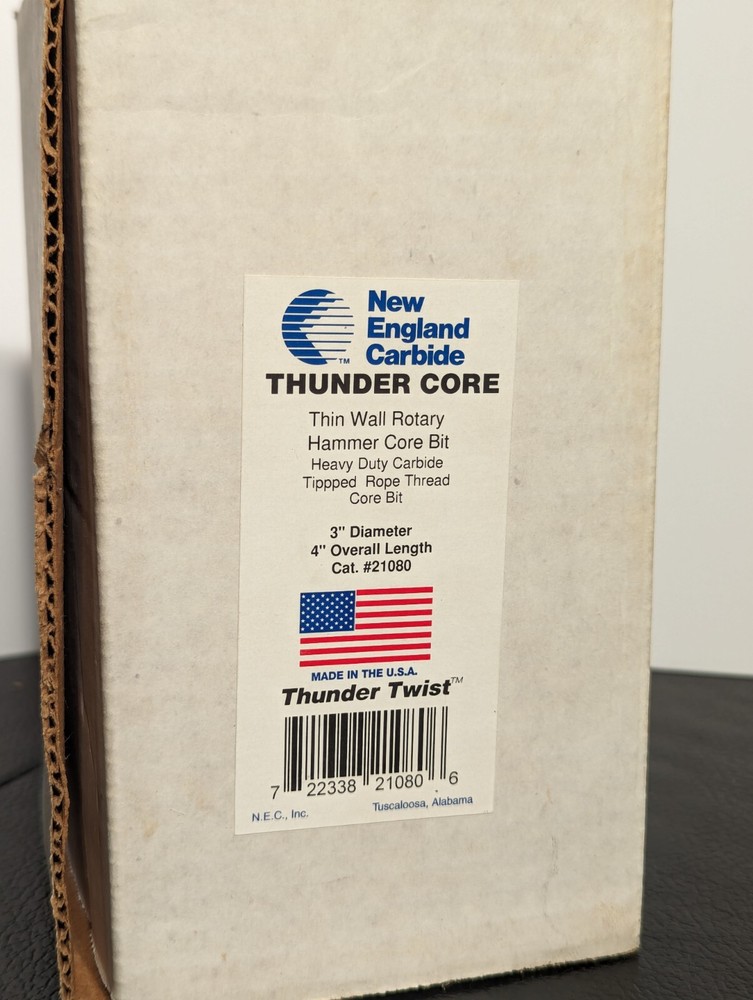 New
England
Carbide
TM
THUNDER CORE
Thin Wall Rotary
Hammer Core Bit
Heavy Duty Carbide
Tippped Rope Thread
Core Bit
3" Diameter
4" Overall Length
Cat. #21080
MADE IN THE U.S.A.
Thunder Twist™
7 22338 21080 6
N.E.C., Inc. Tuscaloosa, Alabama